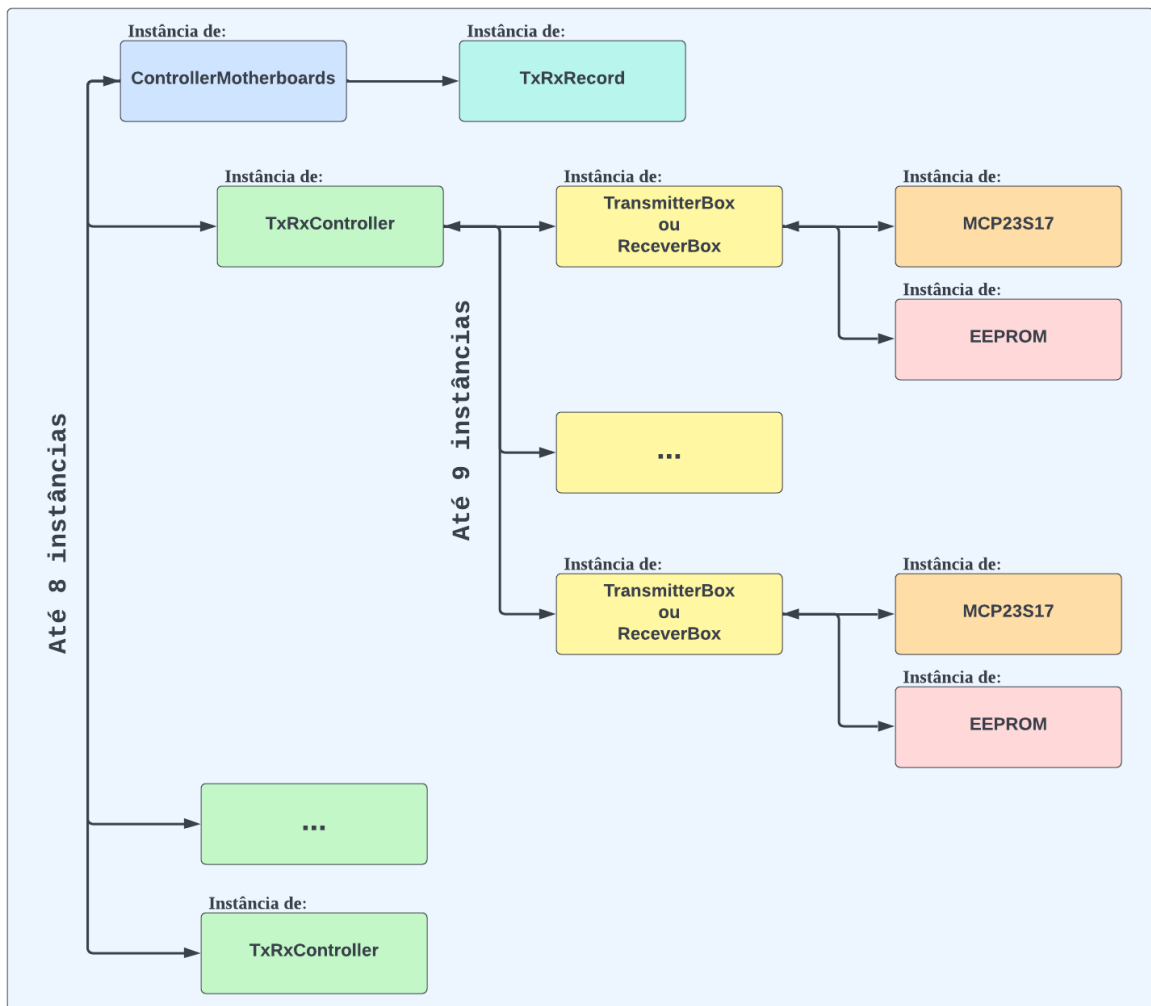 Instância de:
ControllerMotherboards
Instância de:
TxRxRecord
Instância de:
TxRxController
Instância de:
TransmitterBox
ou
ReceverBox
Instância de:
MCP23S17
Instância de:
EEPROM
Até 8 instâncias
Até 9 instâncias
...
Instância de:
TransmitterBox
ou
ReceverBox
Instância de:
MCP23S17
Instância de:
EEPROM
...
Instância de:
TxRxController